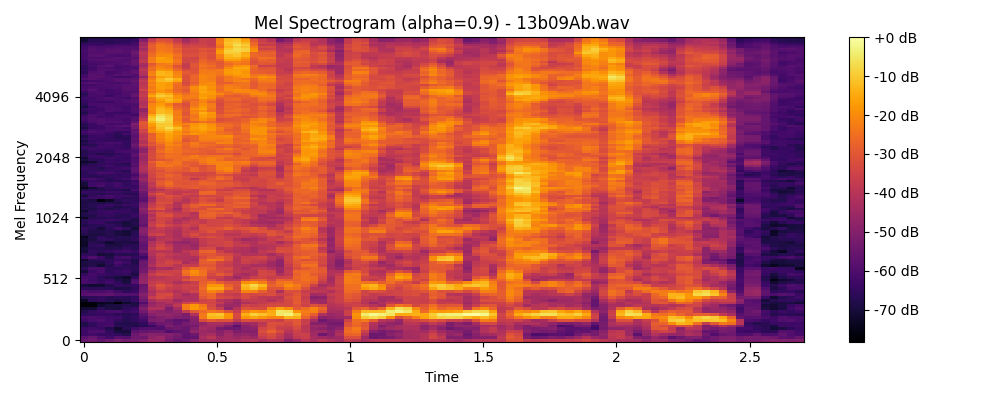 Mel Spectrogram (alpha=0.9) - 13b09Ab.wav
Mel Frequency
4096
2048
1024
512
0
0
0.5
1
1.5
2
2.5
Time
+0 dB
-10 dB
-20 dB
-30 dB
-40 dB
-50 dB
-60 dB
-70 dB